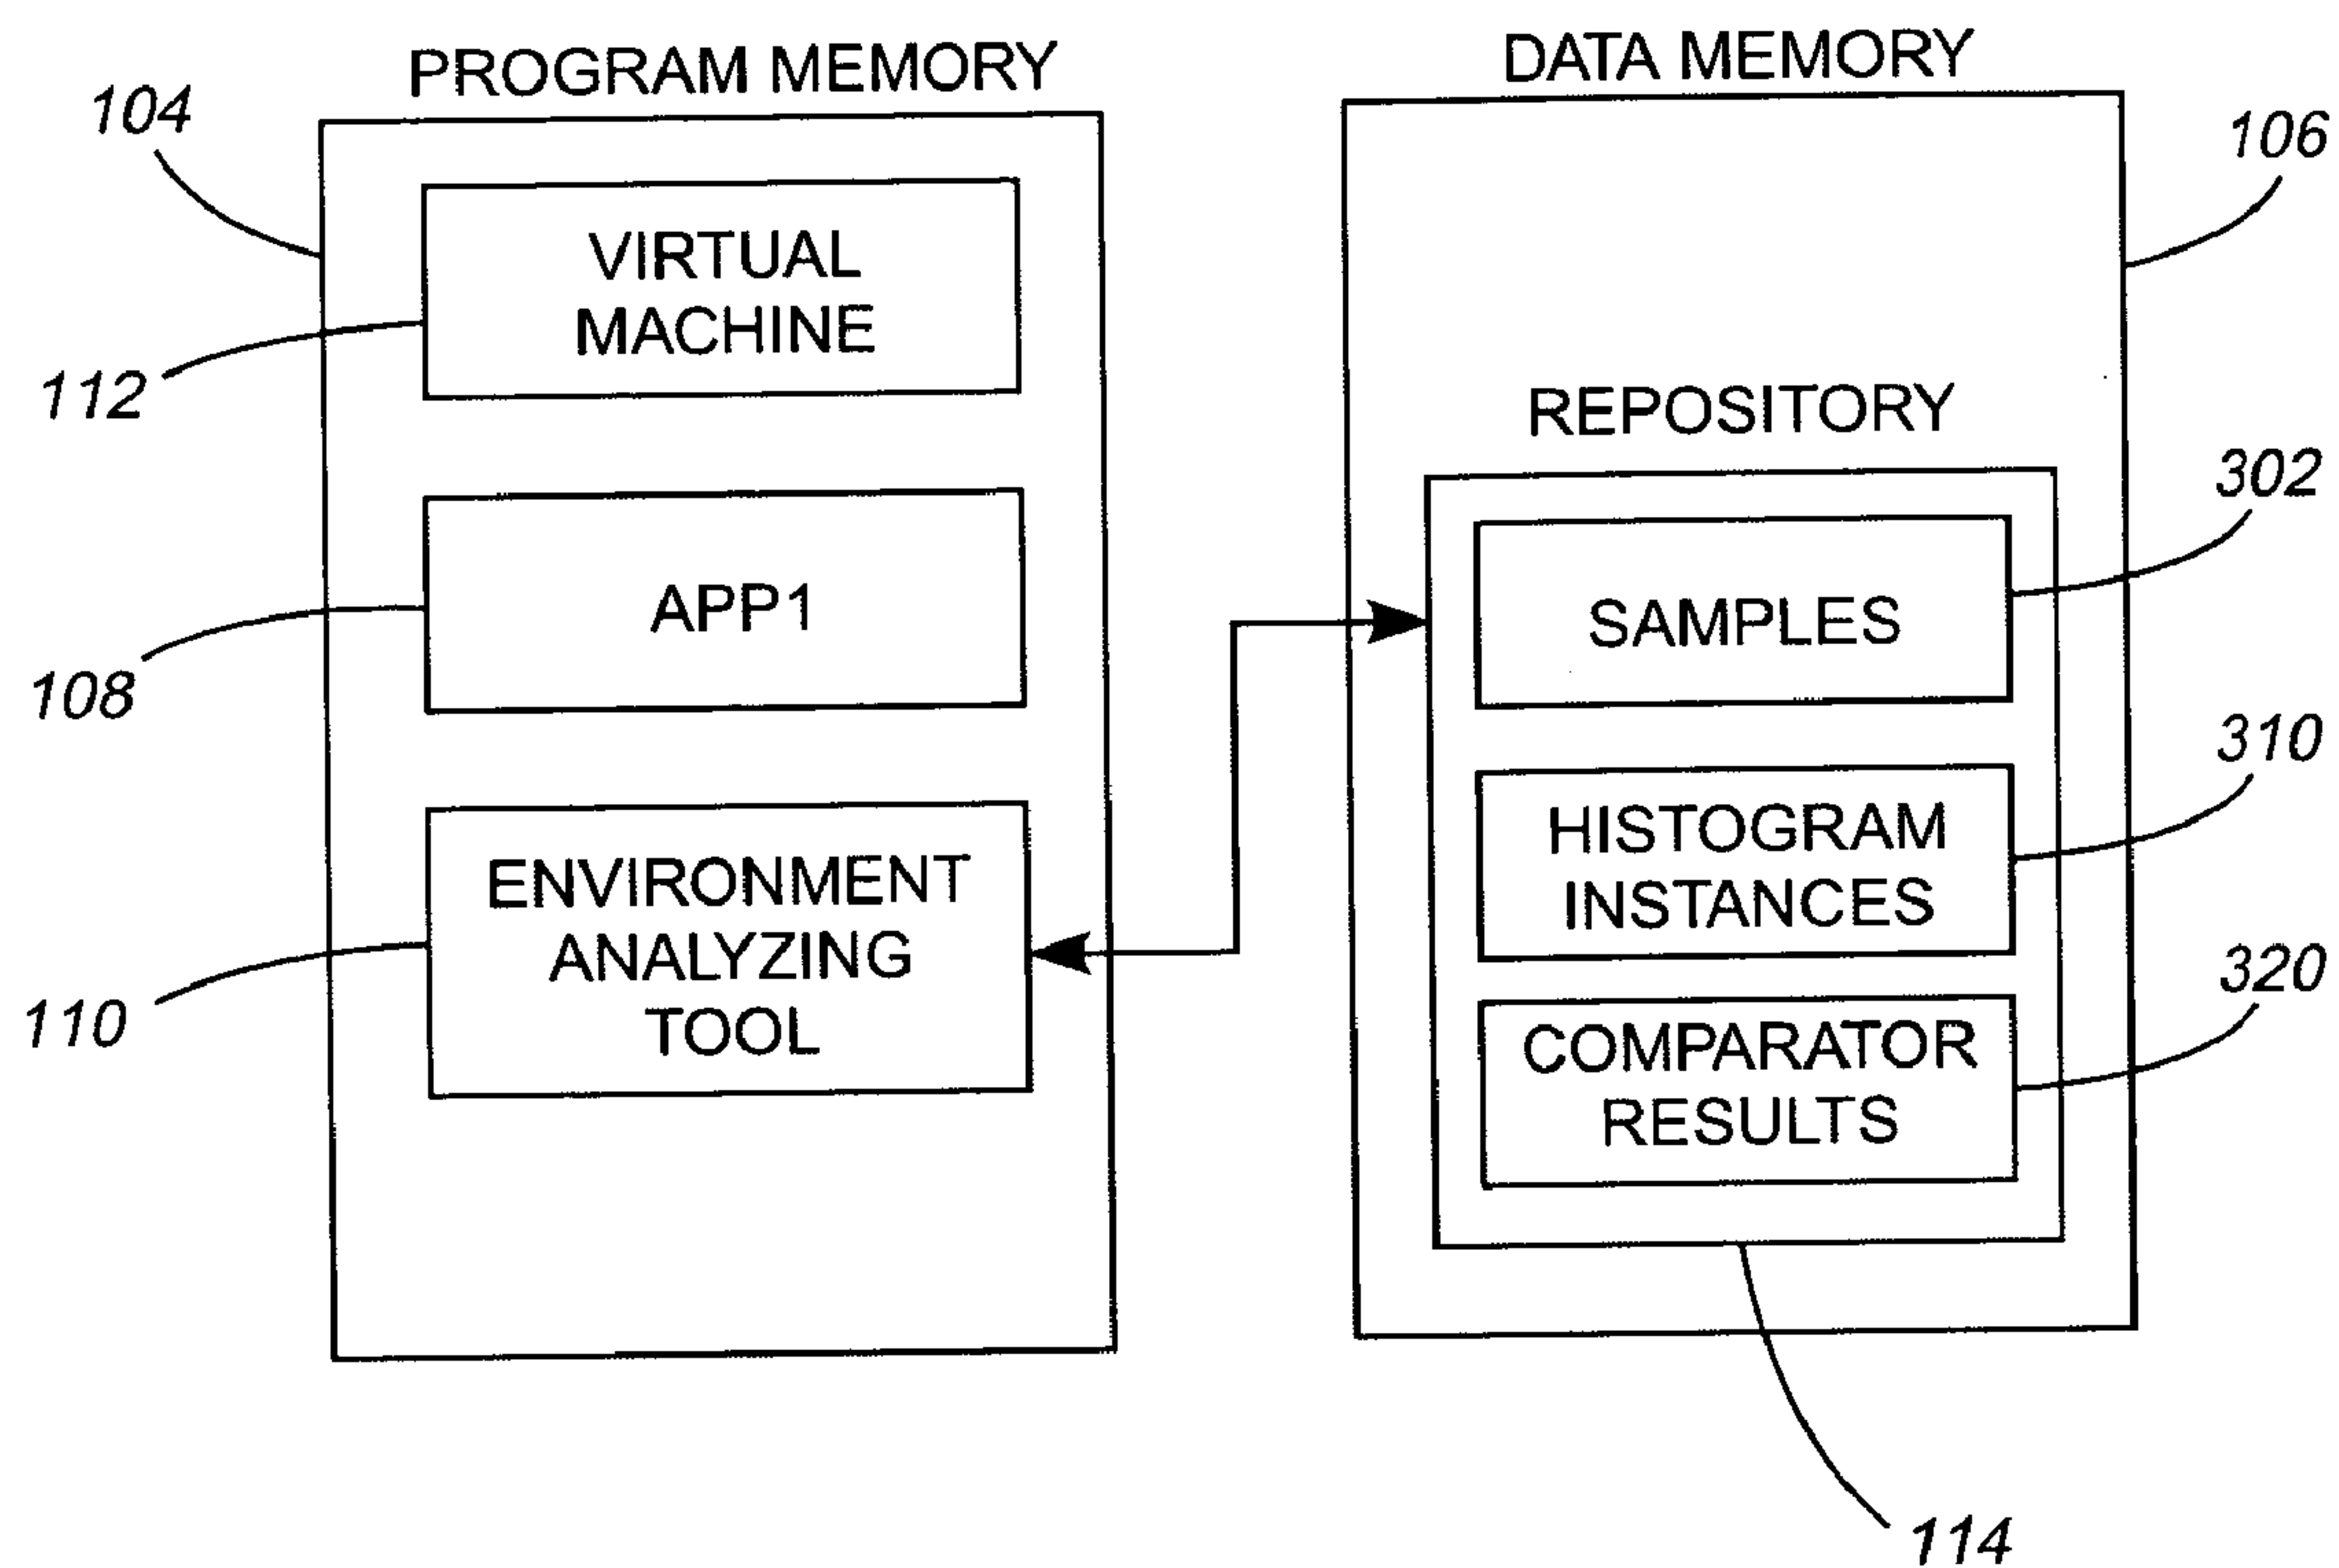 PROGRAM MEMORY
104
VIRTUAL
MACHINE
112
APP1
108
ENVIRONMENT
ANALYZING
TOOL
110
DATA MEMORY
106
REPOSITORY
302
SAMPLES
310
HISTOGRAM
INSTANCES
320
COMPARATOR
RESULTS
114